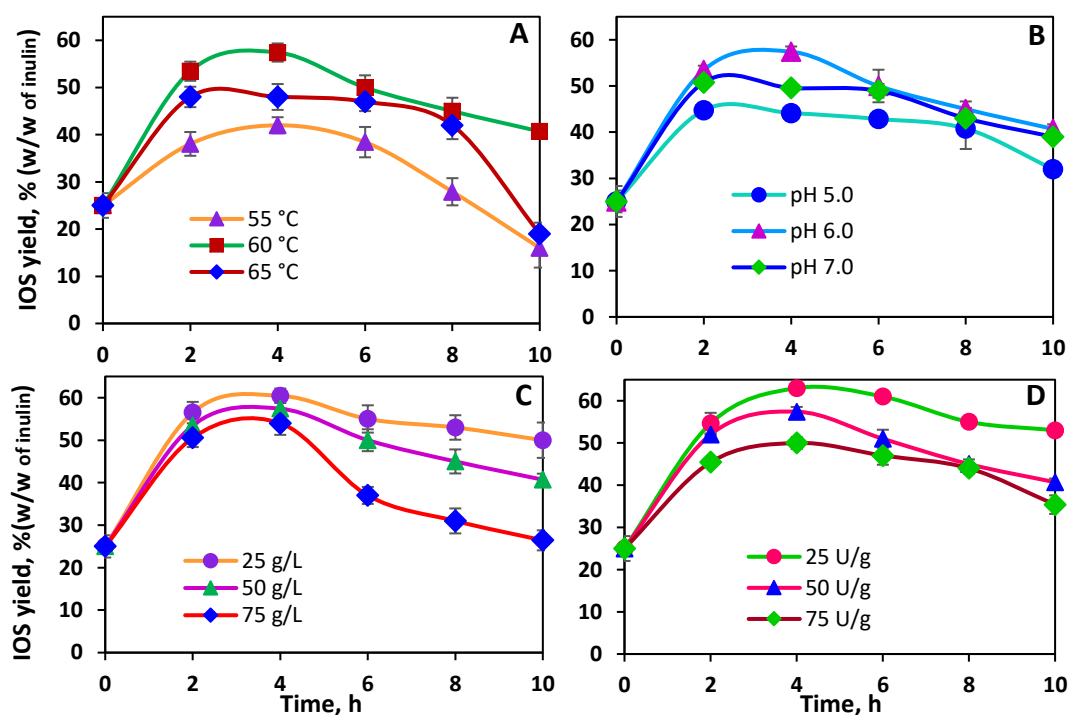 A
IOS yield, % (w/w of inulin)
60
50
40
30
20
10
0
55 °C
60 °C
65 °C
0 2 4 6 8 10
B
60
50
40
30
20
10
0
pH 5.0
pH 6.0
pH 7.0
0 2 4 6 8 10
C
IOS yield, %(w/w of inulin)
60
50
40
30
20
10
0
25 g/L
50 g/L
75 g/L
0 2 4 6 8 10
Time, h
D
60
50
40
30
20
10
0
25 U/g
50 U/g
75 U/g
0 2 4 6 8 10
Time, h